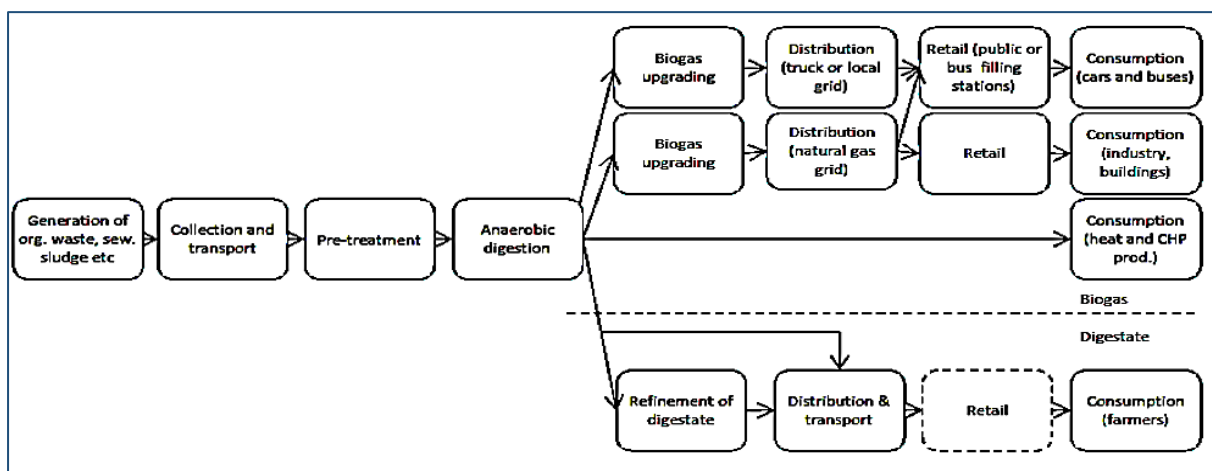 Biogas
upgrading
Distribution
(truck or local
grid)
Retail (public or
bus filling
stations)
Consumption
(cars and buses)
Biogas
upgrading
Distribution
(natural gas
grid)
Retail
Consumption
(industry,
buildings)
Generation of
org. waste, sew.
sludge etc
Collection and
transport
Pre-treatment
Anaerobic
digestion
Consumption
(heat and CHP
prod.)
Biogas
Digestate
Refinement of
digestate
Distribution &
transport
Retail
Consumption
(farmers)